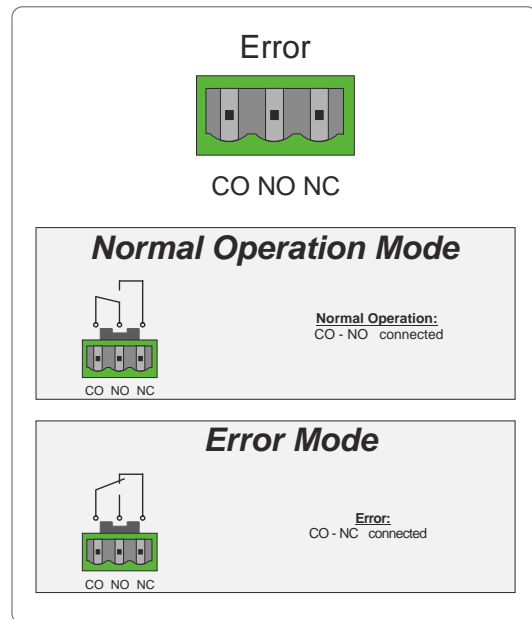 Error
CO NO NC
Normal Operation Mode
Normal Operation:
CO - NO connected
CO NO NC
Error Mode
Error:
CO - NC connected
CO NO NC